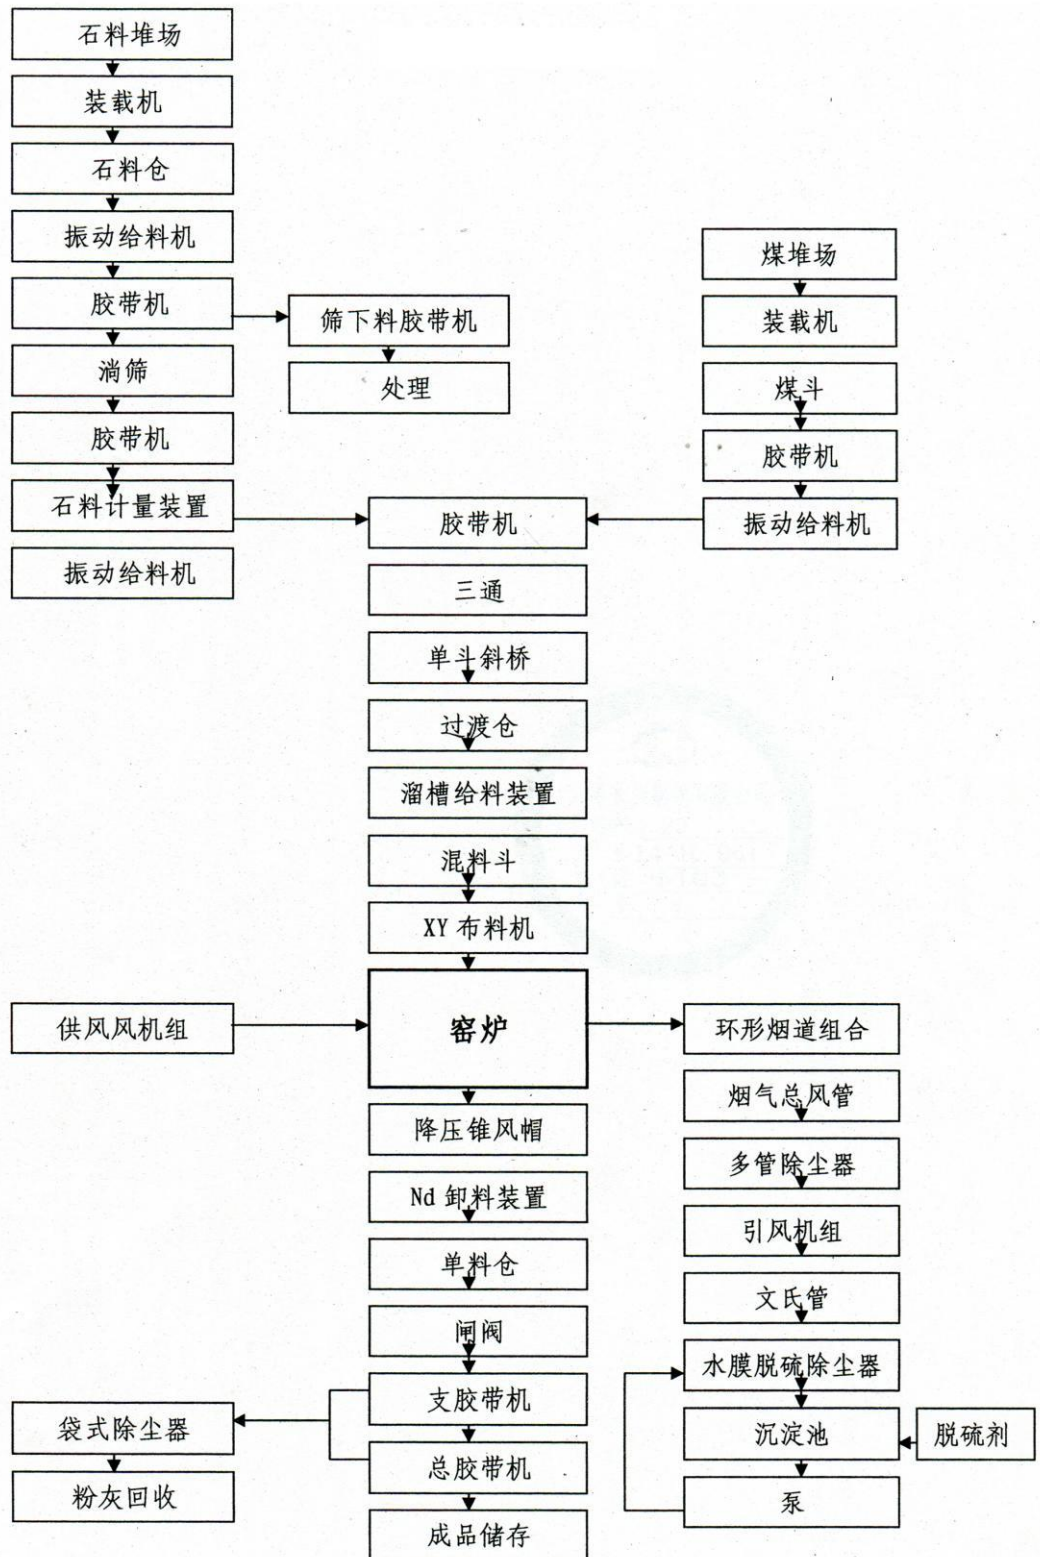 石料堆场
装载机
石料仓
振动给料机
胶带机
淌筛
胶带机
石料计量装置
振动给料机
筛下料胶带机
处理
煤堆场
装载机
煤斗
胶带机
振动给料机
胶带机
三通
单斗斜桥
过渡仓
溜槽给料装置
混料斗
XY 布料机
供风风机组
窑炉
环形烟道组合
降压锥风帽
Nd 卸料装置
单料仓
闸阀
支胶带机
总胶带机
成品储存
袋式除尘器
粉灰回收
烟气总风管
多管除尘器
引风机组
文氏管
水膜脱硫除尘器
沉淀池
脱硫剂
泵